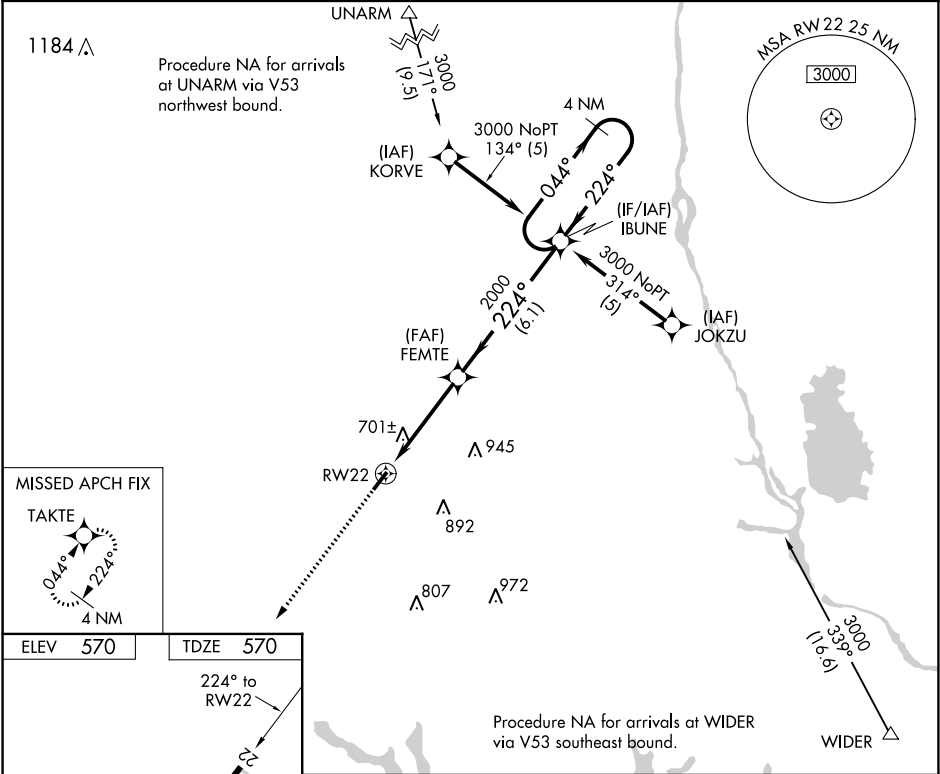 UNARM
1184
Procedure NA for arrivals
at UNARM via V53
northwest bound.
3000
171°
(9.5)
MSA RW22 25 NM
3000
4 NM
3000 NoPT
134° (5)
(IAF)
KORVE
044°
224°
(IF/IAF)
IBUNE
3000 NoPT
314°
(5)
(IAF)
JOKZU
2000
224°
(6.1)
(FAF)
FEMTE
701±
945
RW22
MISSED APCH FIX
TAKTE
044°
224°
4 NM
892
807
972
3000
339°
(16.6)
ELEV 570
TDZE 570
224° to
RW22
22
Procedure NA for arrivals at WIDER
via V53 southeast bound.
WIDER